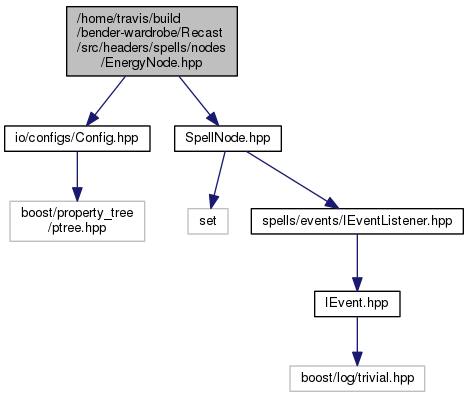 /home/travis/build
/bender-wardrobe/Recast
/src/headers/spells/nodes
/EnergyNode.hpp
io/configs/Config.hpp
SpellNode.hpp
boost/property_tree
/ptree.hpp
set
spells/events/IEventListener.hpp
IEvent.hpp
boost/log/trivial.hpp